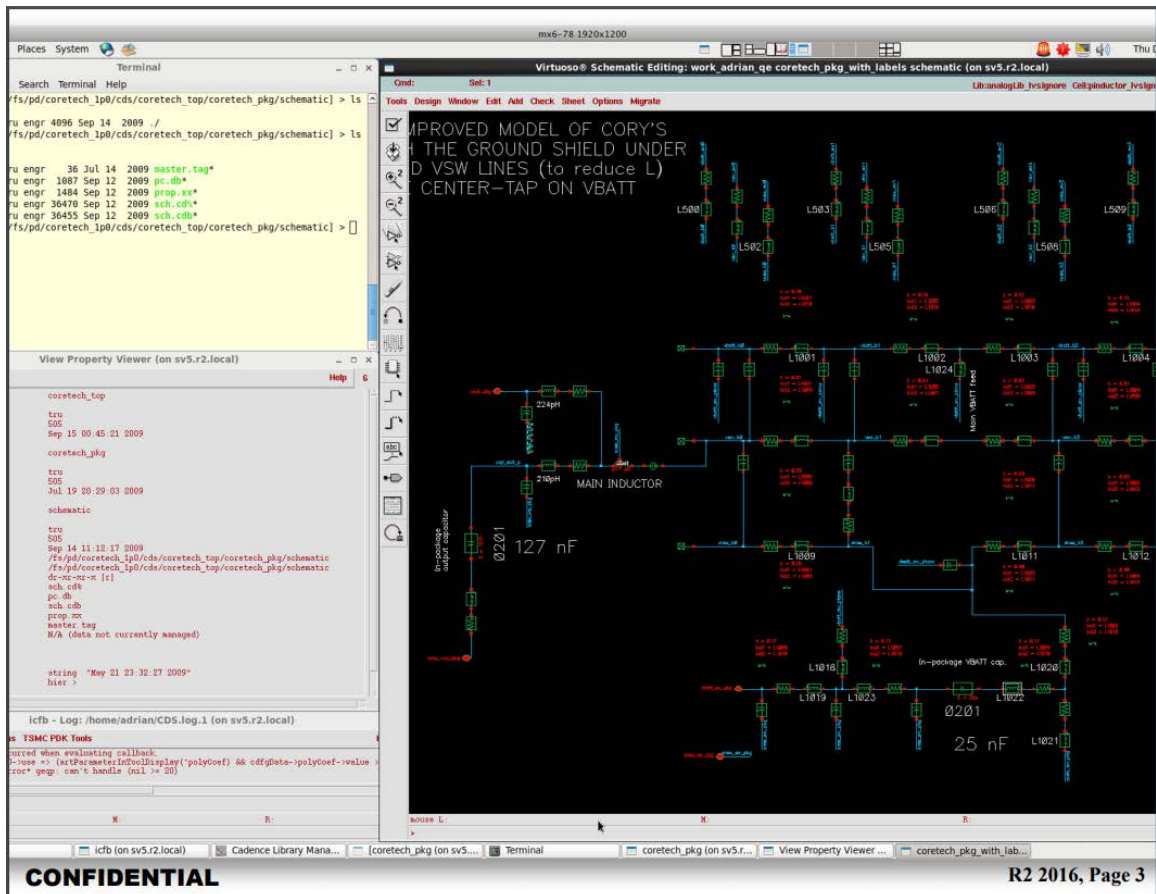 mx6-78 1920x1200
Places System
Thu D
Terminal
Search Terminal Help
/fs/pd/coretech_1p0/cds/coretech_top/coretech_pkg/schematic] > ls
ru engr 4096 Sep 14 2009 ./
/fs/pd/coretech_1p0/cds/coretech_top/coretech_pkg/schematic] > ls
ru engr 36 Jul 14 2009 master.tag*
ru engr 1087 Sep 12 2009 pc.db*
ru engr 1484 Sep 12 2009 prop.xx*
ru engr 36470 Sep 12 2009 sch.cd%*
ru engr 36455 Sep 12 2009 sch.cdb*
/fs/pd/coretech_1p0/cds/coretech_top/coretech_pkg/schematic] >
View Property Viewer (on sv5.r2.local)
Help 6
coretech_top
tru
505
Sep 15 00:45:21 2009
coretech_pkg
tru
505
Jul 19 20:29:03 2009
schematic
tru
505
Sep 14 11:12:17 2009
/fs/pd/coretech_1p0/cds/coretech_top/coretech_pkg/schematic
/fs/pd/coretech_1p0/cds/coretech_top/coretech_pkg/schematic
dr-xr-xr-x [r]
sch.cd%
pc.db
sch.cdb
prop.xx
master.tag
N/A (data not currently managed)
string "May 21 23:32:27 2009"
hier >
icfb - Log: /home/adrian/CDS.log.1 (on sv5.r2.local)
s TSMC PDK Tools
curred when evaluating callback.
0->use => (artParameterInToolDisplay('polyCoef) && cdfgData->polyCoef->value >
rror* geqp: can't handle (nil >= 20)
M: R:
Virtuoso® Schematic Editing: work_adrian_qe coretech_pkg_with_labels schematic (on sv5.r2.local)
Cmd: Sel: 1
Lib:analogLib_lvsIgnore Cell:pinductor_lvsIgn
Tools Design Window Edit Add Check Sheet Options Migrate
MPROVED MODEL OF CORY'S
H THE GROUND SHIELD UNDER
D VSW LINES (to reduce L)
CENTER-TAP ON VBATT
L500
L502
L503
L505
L506
L508
L509
L1001
L1002
L1024
L1003
L1004
Main VBATT feed
224pH
210pH
MAIN INDUCTOR
In-package
output capacitor
0201
127 nF
L1009
L1011
L1012
In-package VBATT cap.
L1018
L1019
L1023
L1020
L1022
0201
25 nF
L1021
mouse L: M: R:
>
icfb (on sv5.r2.local)
Cadence Library Mana...
[coretech_pkg (on sv5....
Terminal
coretech_pkg (on sv5.r...
View Property Viewer ...
coretech_pkg_with_lab...
CONFIDENTIAL
R2 2016, Page 3